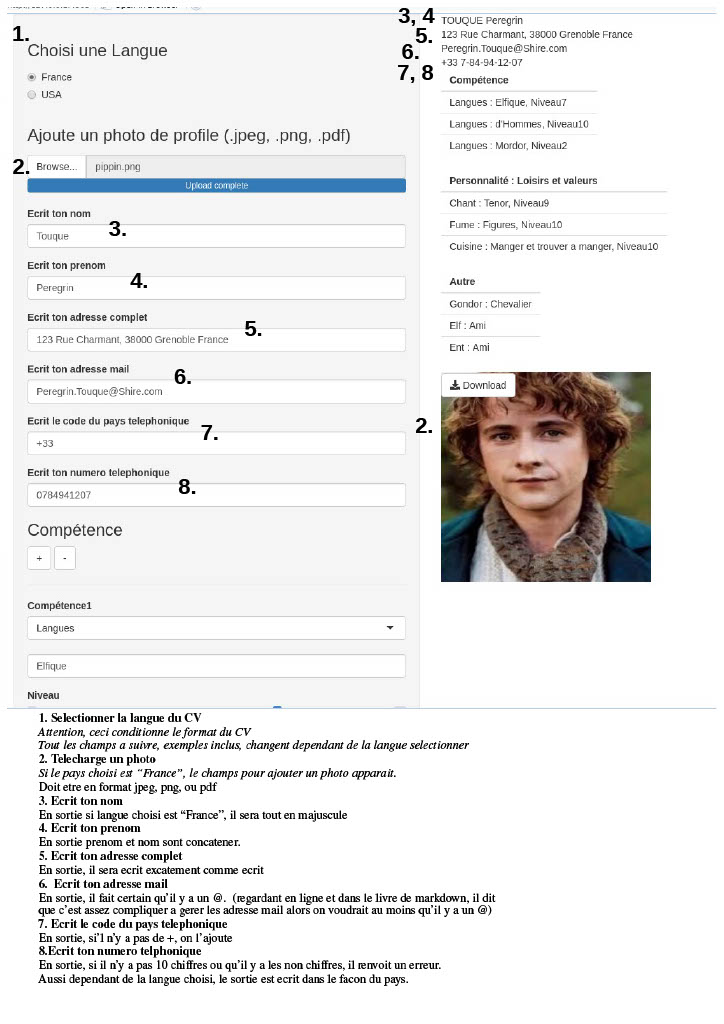 1.
Choisi une Langue
France
USA
Ajoute un photo de profile (.jpeg, .png, .pdf)
2.
Browse... pippin.png
Upload complete
Ecrit ton nom
3.
Touque
Ecrit ton prenom
4.
Peregrin
Ecrit ton adresse complet
5.
123 Rue Charmant, 38000 Grenoble France
Ecrit ton adresse mail
6.
Peregrin.Touque@Shire.com
Ecrit le code du pays telephonique
7.
+33
Ecrit ton numero telephonique
8.
0784941207
Compétence
+ -
Compétence1
Langues
Elfique
Niveau
3, 4 TOUQUE Peregrin
5. 123 Rue Charmant, 38000 Grenoble France
6. Peregrin.Touque@Shire.com
7, 8 +33 7-84-94-12-07
Compétence
Langues : Elfique, Niveau7
Langues : d'Hommes, Niveau10
Langues : Mordor, Niveau2
Personnalité : Loisirs et valeurs
Chant : Tenor, Niveau9
Fume : Figures, Niveau10
Cuisine : Manger et trouver a manger, Niveau10
Autre
Gondor : Chevalier
Elf : Ami
Ent : Ami
Download
2.
1. Selectionner la langue du CV
Attention, ceci conditionne le format du CV
Tout les champs a suivre, exemples inclus, changent dependant de la langue selectionner
2. Telecharge un photo
Si le pays choisi est “France”, le champs pour ajouter un photo apparait.
Doit etre en format jpeg, png, ou pdf
3. Ecrit ton nom
En sortie si langue choisi est “France”, il sera tout en majuscule
4. Ecrit ton prenom
En sortie prenom et nom sont concatener.
5. Ecrit ton adresse complet
En sortie, il sera ecrit excatement comme ecrit
6. Ecrit ton adresse mail
En sortie, il fait certain qu’il y a un @. (regardant en ligne et dans le livre de markdown, il dit
que c’est assez compliquer a gerer les adresse mail alors on voudrait au moins qu’il y a un @)
7. Ecrit le code du pays telephonique
En sortie, si’l n’y a pas de +, on l’ajoute
8.Ecrit ton numero telphonique
En sortie, si il n’y a pas 10 chiffres ou qu’il y a les non chiffres, il renvoit un erreur.
Aussi dependant de la langue choisi, le sortie est ecrit dans le facon du pays.